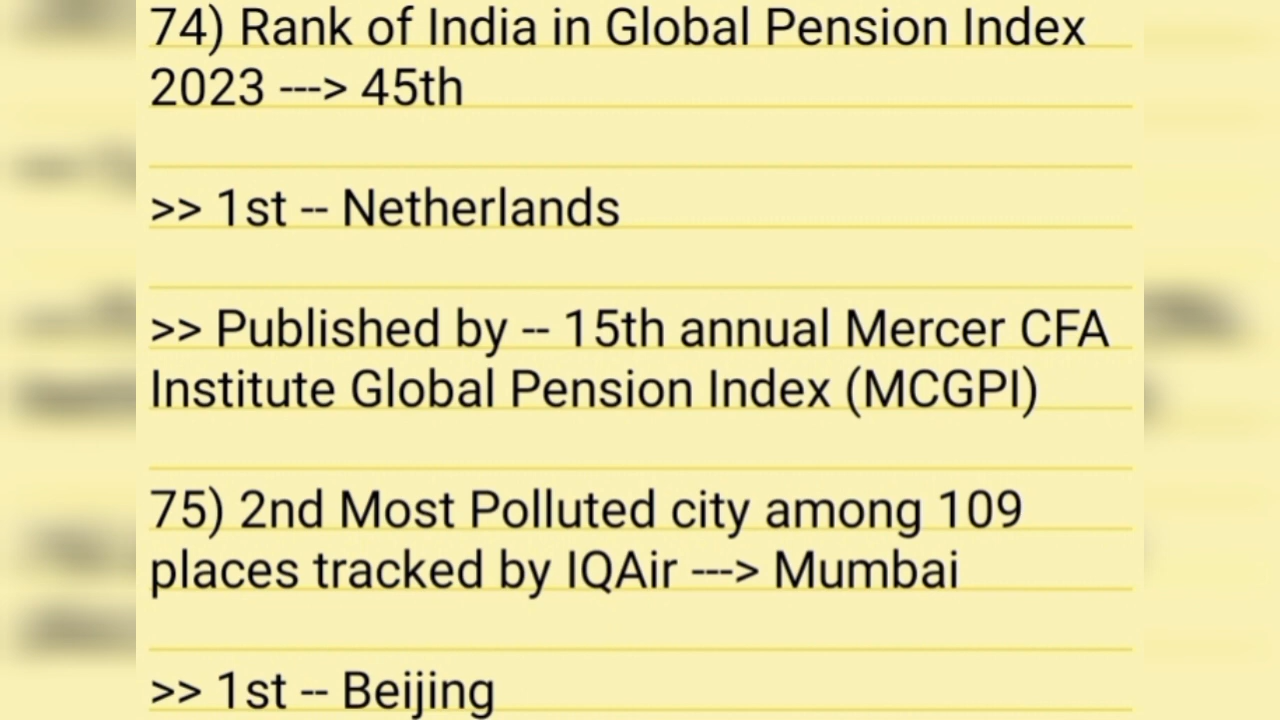 74) Rank of India in Global Pension Index
2023 ---> 45th
>> 1st -- Netherlands
>> Published by -- 15th annual Mercer CFA
Institute Global Pension Index (MCGPI)
75) 2nd Most Polluted city among 109
places tracked by IQAir ---> Mumbai
>> 1st -- Beijing